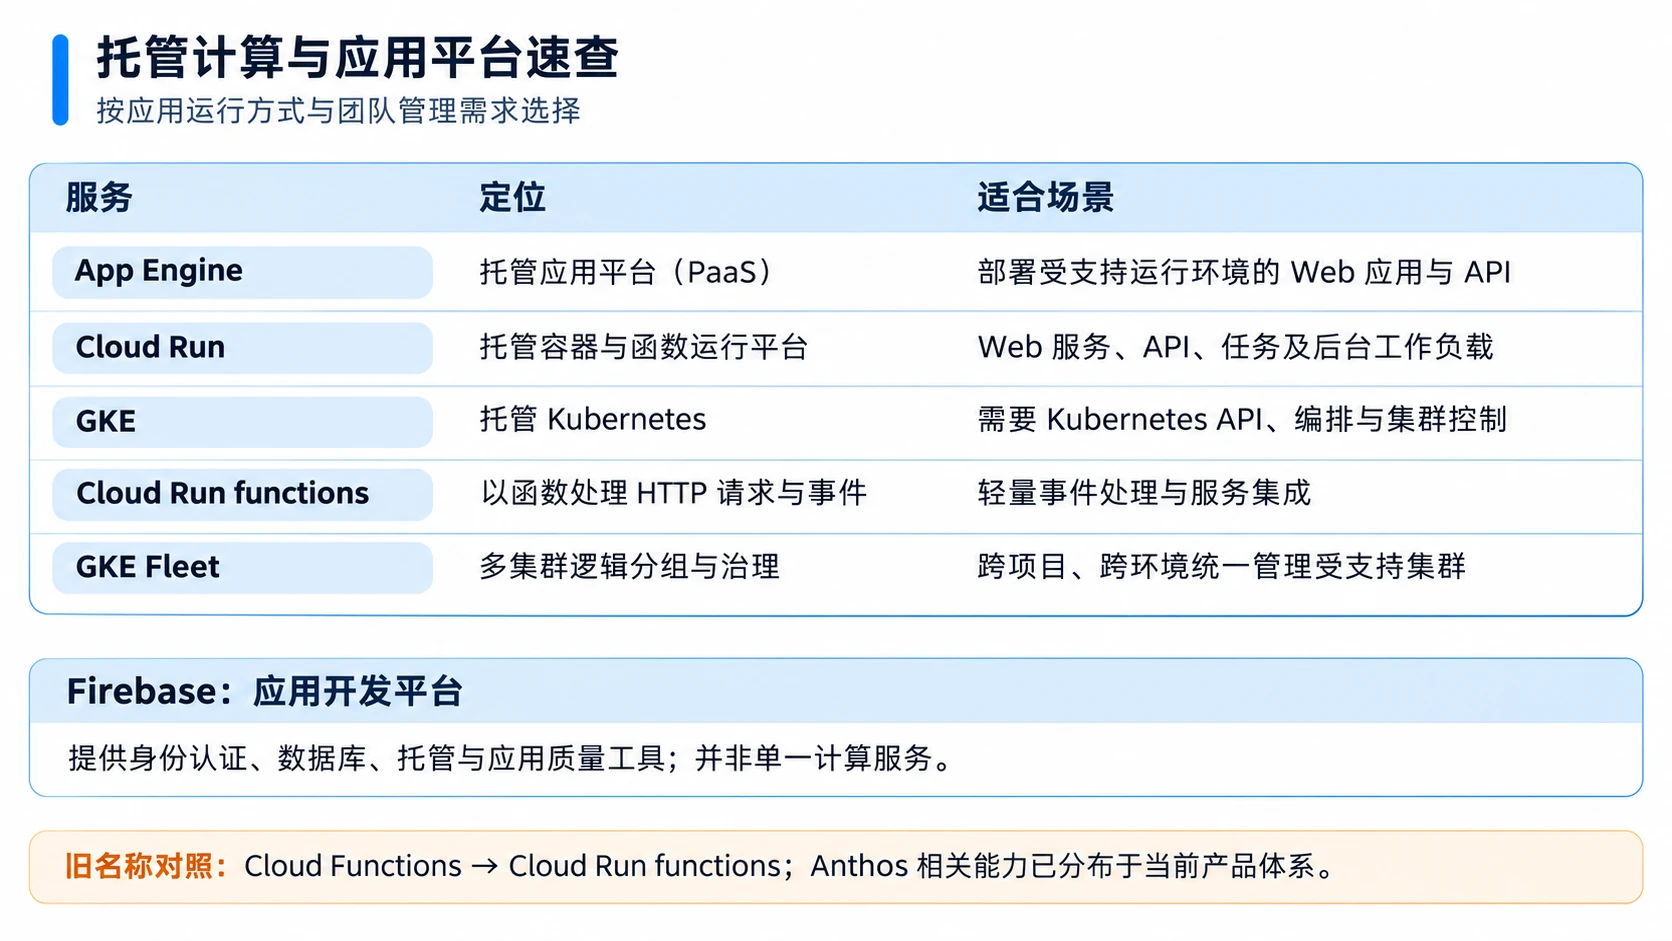 托管计算与应用平台速查
按应用运行方式与团队管理需求选择
服务 定位 适合场景
App Engine 托管应用平台（PaaS） 部署受支持运行环境的 Web 应用与 API
Cloud Run 托管容器与函数运行平台 Web 服务、API、任务及后台工作负载
GKE 托管 Kubernetes 需要 Kubernetes API、编排与集群控制
Cloud Run functions 以函数处理 HTTP 请求与事件 轻量事件处理与服务集成
GKE Fleet 多集群逻辑分组与治理 跨项目、跨环境统一管理受支持集群
Firebase：应用开发平台
提供身份认证、数据库、托管与应用质量工具；并非单一计算服务。
旧名称对照：Cloud Functions → Cloud Run functions；Anthos 相关能力已分布于当前产品体系。